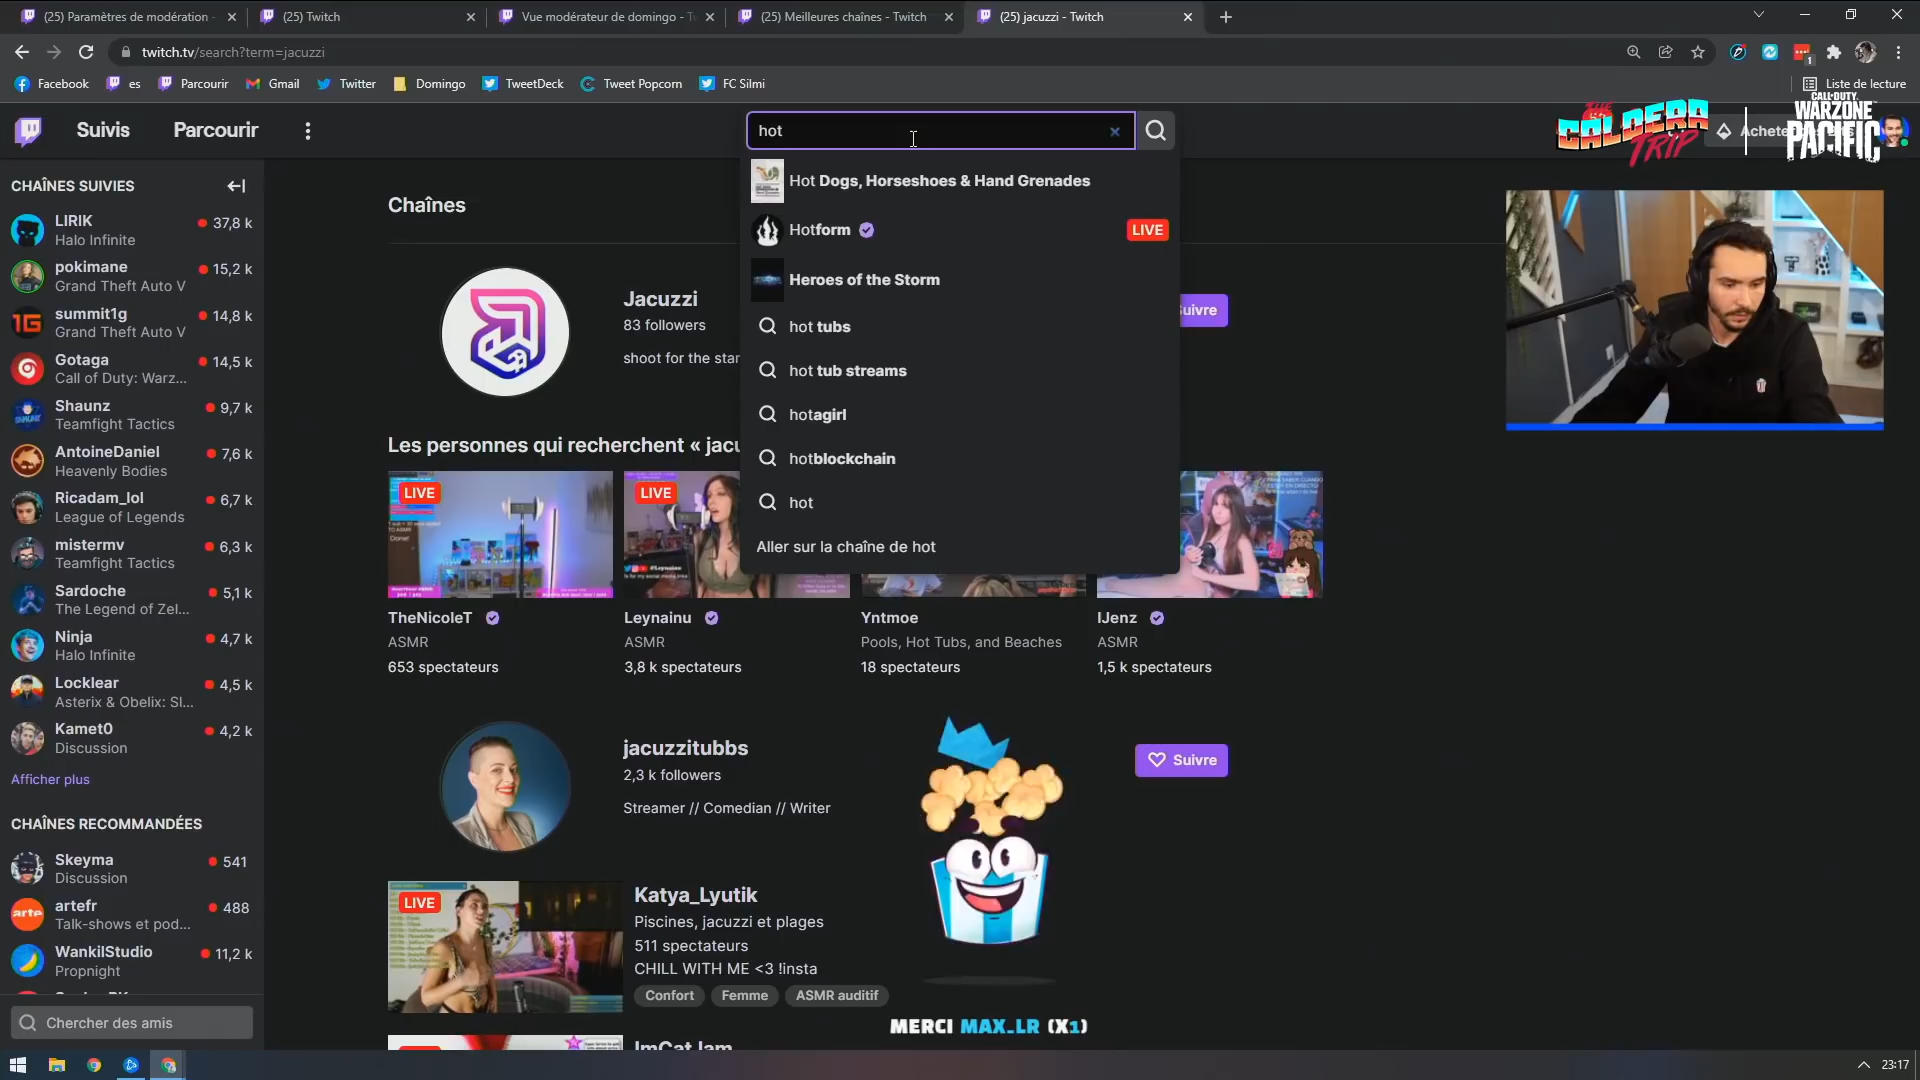 (25) Paramètres de modération -
(25) Twitch
Vue modérateur de domingo - Tw
(25) Meilleures chaînes - Twitch
(25) jacuzzi - Twitch
twitch.tv/search?term=jacuzzi
Facebook
es
Parcourir
Gmail
Twitter
Domingo
TweetDeck
Tweet Popcorn
FC Silmi
Liste de lecture
Suivis
Parcourir
hot
THE CALDERA TRIP
CALL·DUTY
WARZONE
PACIFIC
CHAÎNES SUIVIES
LIRIK
37,8 k
Halo Infinite
pokimane
15,2 k
Grand Theft Auto V
summit1g
14,8 k
Grand Theft Auto V
Gotaga
14,5 k
Call of Duty: Warz...
Shaunz
9,7 k
Teamfight Tactics
AntoineDaniel
7,6 k
Heavenly Bodies
Ricadam_lol
6,7 k
League of Legends
mistermv
6,3 k
Teamfight Tactics
Sardoche
5,1 k
The Legend of Zel...
Ninja
4,7 k
Halo Infinite
Locklear
4,5 k
Asterix & Obelix: Sl...
Kamet0
4,2 k
Discussion
Afficher plus
CHAÎNES RECOMMANDÉES
Skeyma
541
Discussion
artefr
488
Talk-shows et pod...
WankilStudio
11,2 k
Propnight
Chercher des amis
Chaînes
Jacuzzi
83 followers
shoot for the star
uivre
Hot Dogs, Horseshoes & Hand Grenades
Hotform
LIVE
Heroes of the Storm
hot tubs
hot tub streams
hotagirl
hotblockchain
hot
Aller sur la chaîne de hot
Les personnes qui recherchent « jacu
LIVE
LIVE
TheNicoleT
ASMR
653 spectateurs
Leynainu
ASMR
3,8 k spectateurs
Yntmoe
Pools, Hot Tubs, and Beaches
18 spectateurs
IJenz
ASMR
1,5 k spectateurs
jacuzzitubbs
2,3 k followers
Streamer // Comedian // Writer
Suivre
LIVE
Katya_Lyutik
Piscines, jacuzzi et plages
511 spectateurs
CHILL WITH ME <3 !insta
Confort
Femme
ASMR auditif
MERCI MAX_LR (X1)
23:17